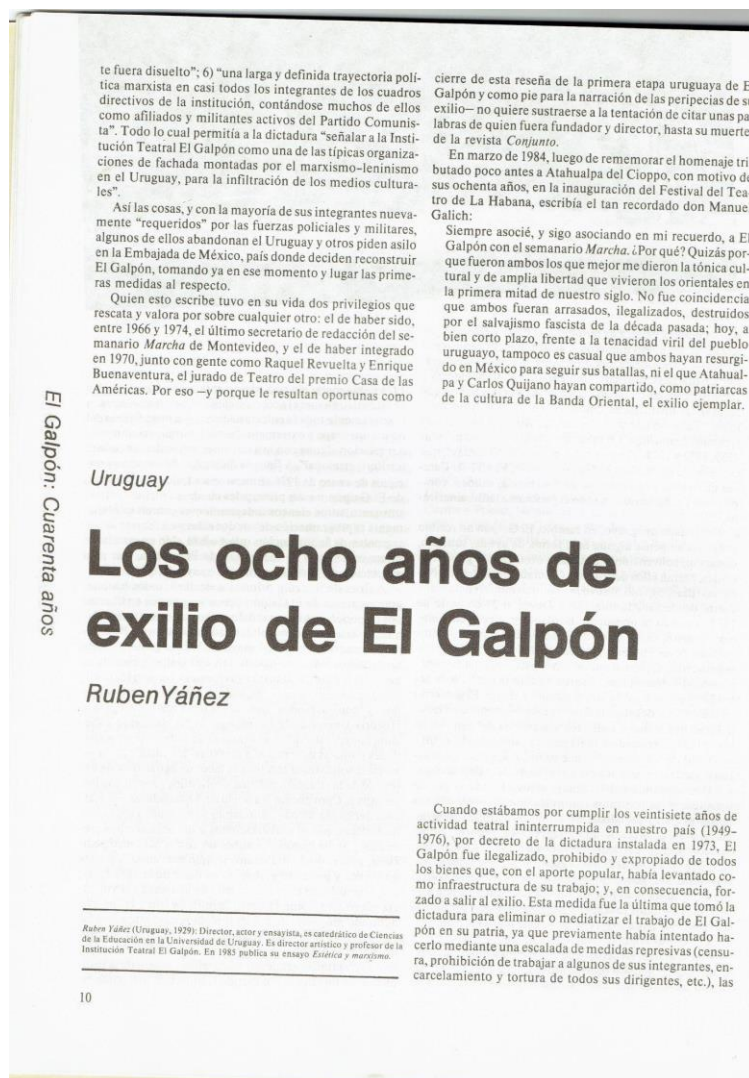 te fuera disuelto"; 6) "una larga y definida trayectoria polí-
tica marxista en casi todos los integrantes de los cuadros
directivos de la institución, contándose muchos de ellos
como afiliados y militantes activos del Partido Comunis-
ta". Todo lo cual permitía a la dictadura "señalar a la Insti-
tución Teatral El Galpón como una de las típicas organiza-
ciones de fachada montadas por el marxismo-leninismo
en el Uruguay, para la infiltración de los medios cultura-
les".
Así las cosas, y con la mayoría de sus integrantes nueva-
mente "requeridos" por las fuerzas policiales y militares,
algunos de ellos abandonan el Uruguay y otros piden asilo
en la Embajada de México, país donde deciden reconstruir
El Galpón, tomando ya en ese momento y lugar las prime-
ras medidas al respecto.
Quien esto escribe tuvo en su vida dos privilegios que
rescata y valora por sobre cualquier otro: el de haber sido,
entre 1966 y 1974, el último secretario de redacción del se-
manario Marcha de Montevideo, y el de haber integrado
en 1970, junto con gente como Raquel Revuelta y Enrique
Buenaventura, el jurado de Teatro del premio Casa de las
Américas. Por eso —y porque le resultan oportunas como
cierre de esta reseña de la primera etapa uruguaya de E
Galpón y como pie para la narración de las peripecias de s
exilio— no quiere sustraerse a la tentación de citar unas pa
labras de quien fuera fundador y director, hasta su muerte
de la revista Conjunto.
En marzo de 1984, luego de rememorar el homenaje tri
butado poco antes a Atahualpa del Cioppo, con motivo de
sus ochenta años, en la inauguración del Festival del Tea
tro de La Habana, escribía el tan recordado don Manue
Galich:
Siempre asocié, y sigo asociando en mi recuerdo, a El
Galpón con el semanario Marcha. ¿Por qué? Quizás por-
que fueron ambos los que mejor me dieron la tónica cul-
tural y de amplia libertad que vivieron los orientales en
la primera mitad de nuestro siglo. No fue coincidencia
que ambos fueran arrasados, ilegalizados, destruidos
por el salvajismo fascista de la década pasada; hoy, a
bien corto plazo, frente a la tenacidad viril del pueblo
uruguayo, tampoco es casual que ambos hayan resurgi-
do en México para seguir sus batallas, ni el que Atahual-
pa y Carlos Quijano hayan compartido, como patriarcas
de la cultura de la Banda Oriental, el exilio ejemplar.
El Galpón: Cuarenta años
Uruguay
Los ocho años de
exilio de El Galpón
Ruben Yáñez
Cuando estábamos por cumplir los veintisiete años de
actividad teatral ininterrumpida en nuestro país (1949-
1976), por decreto de la dictadura instalada en 1973, El
Galpón fue ilegalizado, prohibido y expropiado de todos
los bienes que, con el aporte popular, había levantado co-
mo infraestructura de su trabajo; y, en consecuencia, for-
zado a salir al exilio. Esta medida fue la última que tomó la
dictadura para eliminar o mediatizar el trabajo de El Gal-
pón en su patria, ya que previamente había intentado ha-
cerlo mediante una escalada de medidas represivas (censu-
ra, prohibición de trabajar a algunos de sus integrantes, en-
carcelamiento y tortura de todos sus dirigentes, etc.), las
Ruben Yáñez (Uruguay, 1929): Director, actor y ensayista, es catedrático de Ciencias
de la Educación en la Universidad de Uruguay. Es director artístico y profesor de la
Institución Teatral El Galpón. En 1985 publica su ensayo Estética y marxismo.
10